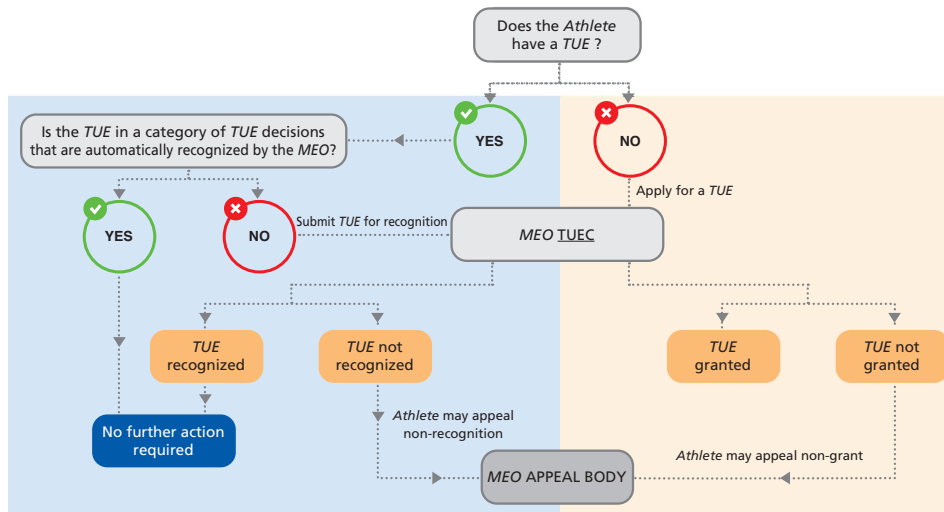 Does the Athlete
have a TUE ?
YES
NO
Is the TUE in a category of TUE decisions
that are automatically recognized by the MEO?
Apply for a TUE
YES
NO
Submit TUE for recognition
MEO TUEC
TUE
recognized
TUE not
recognized
TUE
granted
TUE not
granted
No further action
required
Athlete may appeal
non-recognition
Athlete may appeal non-grant
MEO APPEAL BODY